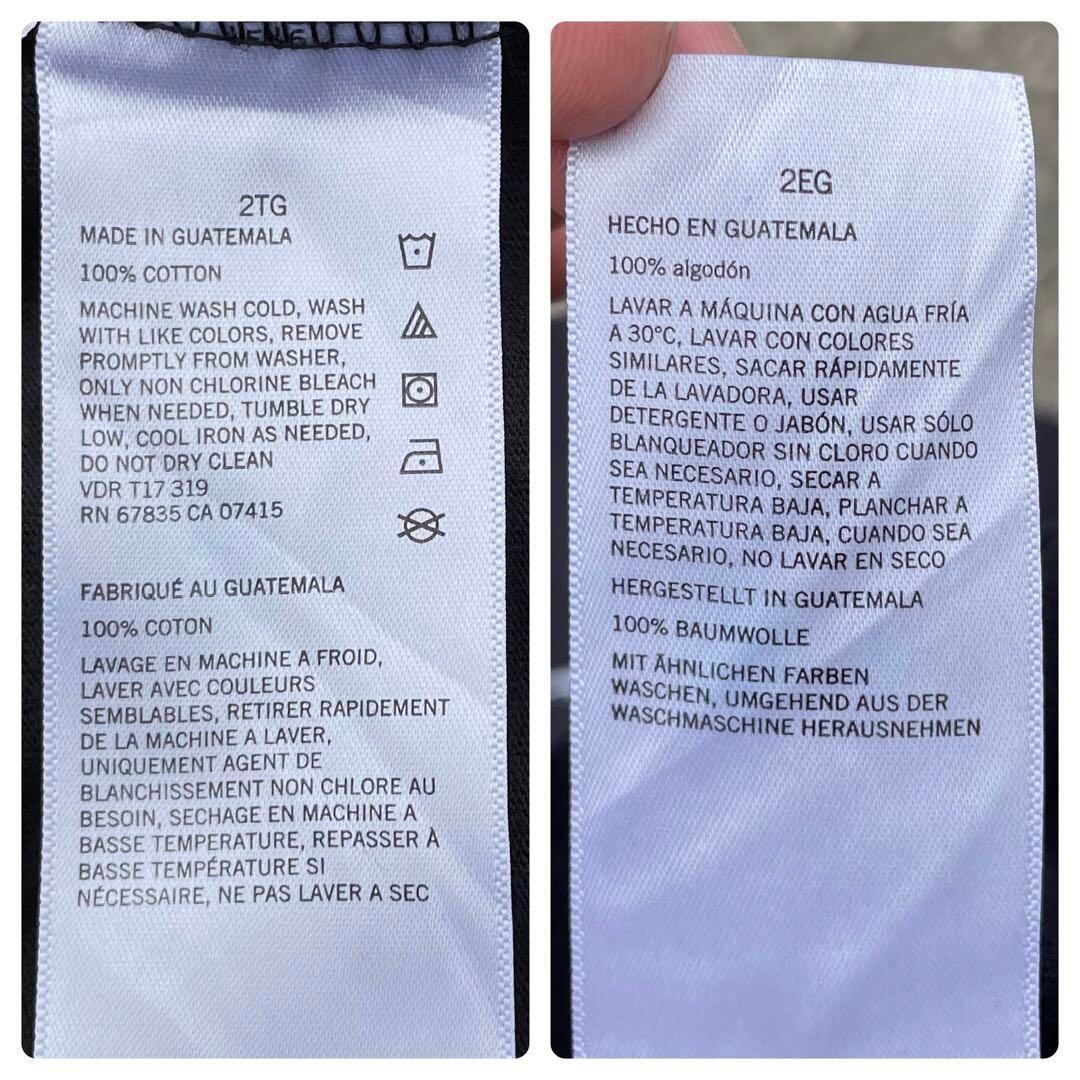 2TG
MADE IN GUATEMALA
100% COTTON
MACHINE WASH COLD, WASH
WITH LIKE COLORS, REMOVE
PROMPTLY FROM WASHER,
ONLY NON CHLORINE BLEACH
WHEN NEEDED, TUMBLE DRY
LOW, COOL IRON AS NEEDED,
DO NOT DRY CLEAN
VDR T17 319
RN 67835 CA 07415
FABRIQUÉ AU GUATEMALA
100% COTON
LAVAGE EN MACHINE A FROID,
LAVER AVEC COULEURS
SEMBLABLES, RETIRER RAPIDEMENT
DE LA MACHINE A LAVER,
UNIQUEMENT AGENT DE
BLANCHISSEMENT NON CHLORE AU
BESOIN, SECHAGE EN MACHINE A
BASSE TEMPERATURE, REPASSER À
BASSE TEMPÉRATURE SI
NÉCESSAIRE, NE PAS LAVER A SEC
2EG
HECHO EN GUATEMALA
100% algodón
LAVAR A MÁQUINA CON AGUA FRÍA
A 30°C, LAVAR CON COLORES
SIMILARES, SACAR RÁPIDAMENTE
DE LA LAVADORA, USAR
DETERGENTE O JABÓN, USAR SÓLO
BLANQUEADOR SIN CLORO CUANDO
SEA NECESARIO, SECAR A
TEMPERATURA BAJA, PLANCHAR A
TEMPERATURA BAJA, CUANDO SEA
NECESARIO, NO LAVAR EN SECO
HERGESTELLT IN GUATEMALA
100% BAUMWOLLE
MIT ÄHNLICHEN FARBEN
WASCHEN, UMGEHEND AUS DER
WASCHMASCHINE HERAUSNEHMEN